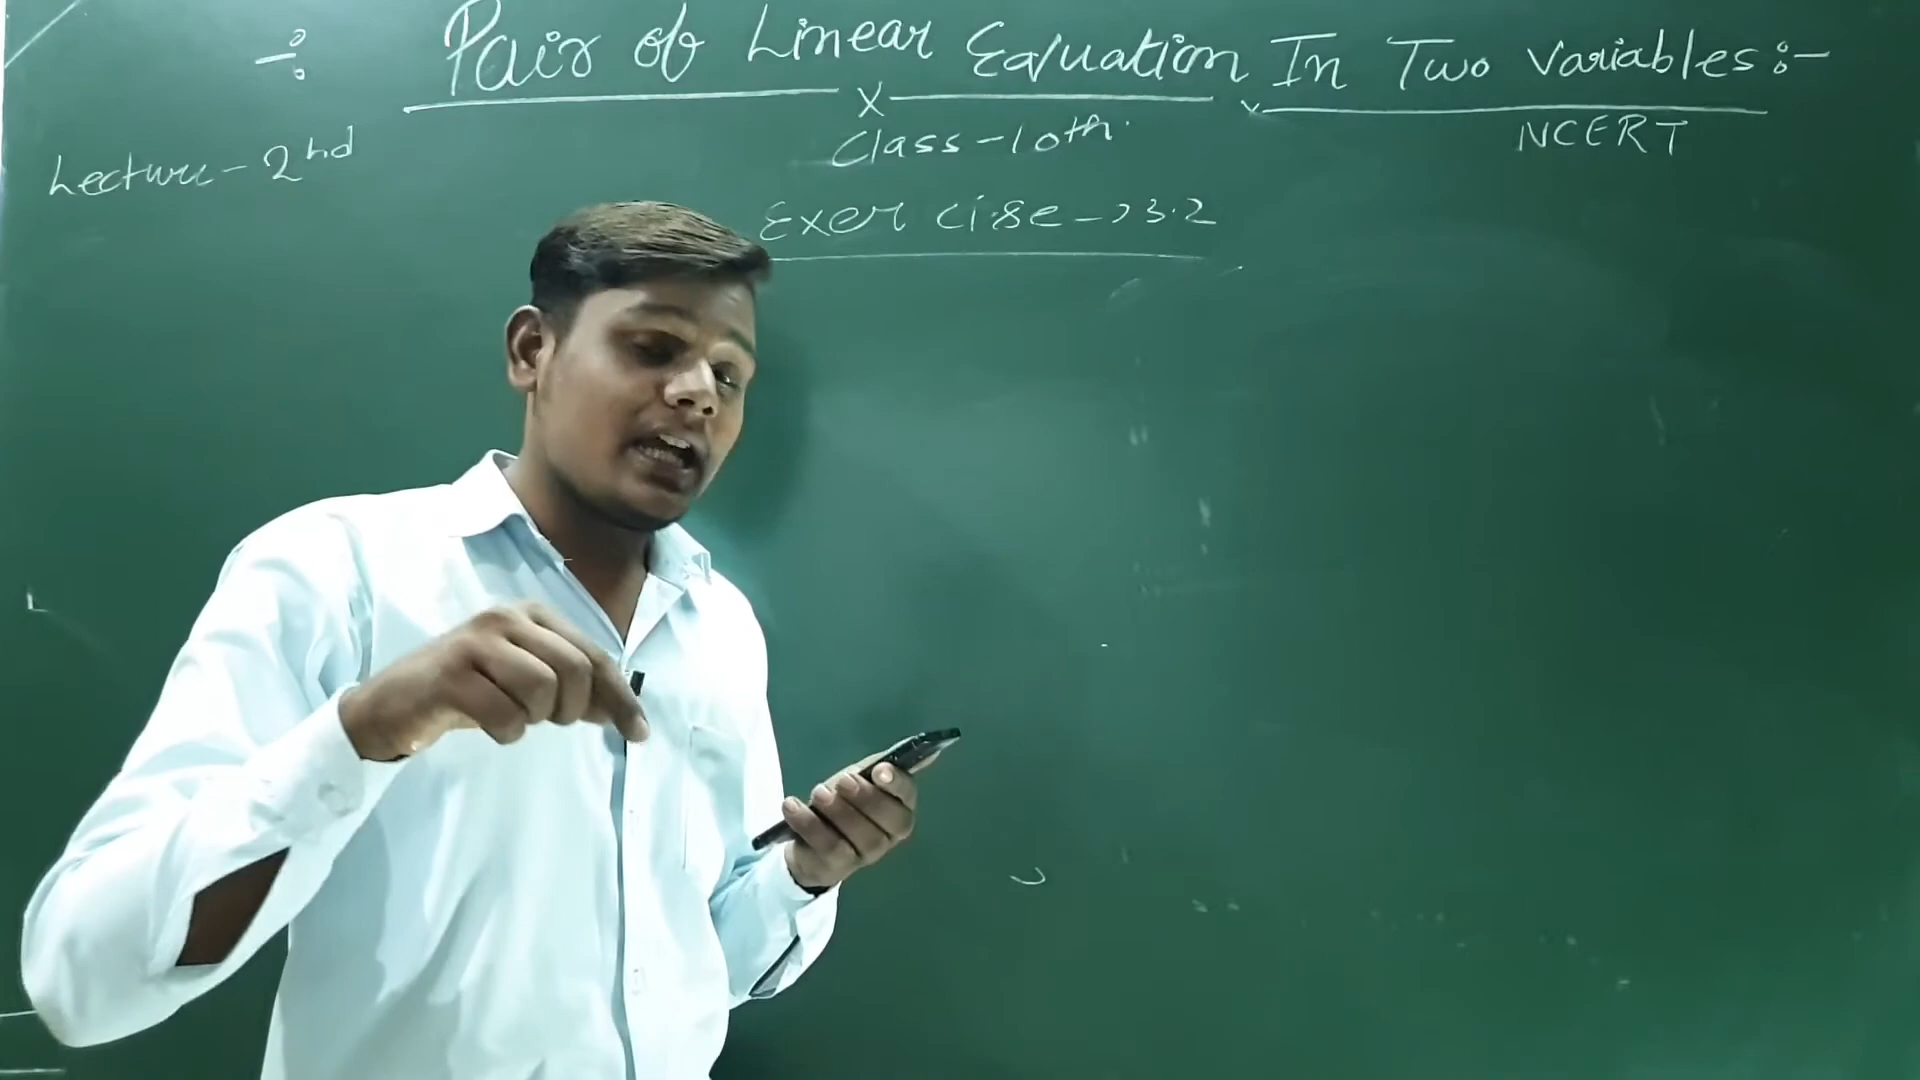 ÷ Pair of Linear Equation In Two Variables :-
Class-10th.
NCERT
Lecture-2nd
Exercise→3.2